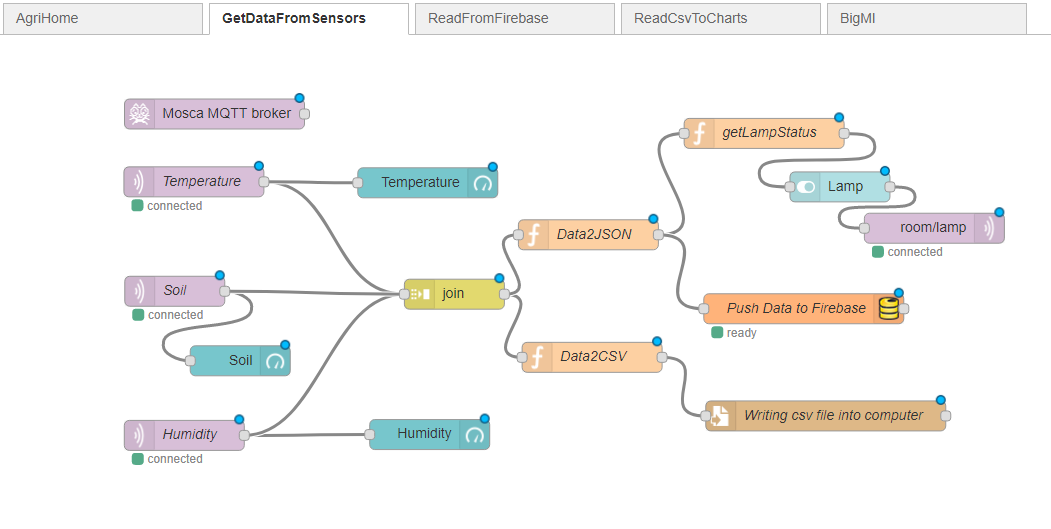 AgriHome
GetDataFromSensors
ReadFromFirebase
ReadCsvToCharts
BigMl
Mosca MQTT broker
Temperature
connected
Temperature
Soil
connected
Soil
Humidity
connected
Humidity
join
Data2JSON
Data2CSV
getLampStatus
Lamp
room/lamp
connected
Push Data to Firebase
ready
Writing csv file into computer